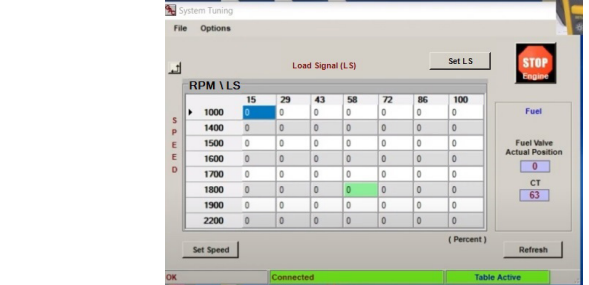 System Tuning
File Options
Load Signal (LS)
Set LS
STOP
Engine
RPM \ LS
15 29 43 58 72 86 100
1000 0 0 0 0 0 0 0
1400 0 0 0 0 0 0 0
1500 0 0 0 0 0 0 0
1600 0 0 0 0 0 0 0
1700 0 0 0 0 0 0 0
1800 0 0 0 0 0 0 0
1900 0 0 0 0 0 0 0
2200 0 0 0 0 0 0 0
SPEED
Fuel
Fuel Valve
Actual Position
0
CT
63
( Percent )
Set Speed
Refresh
OK
Connected
Table Active